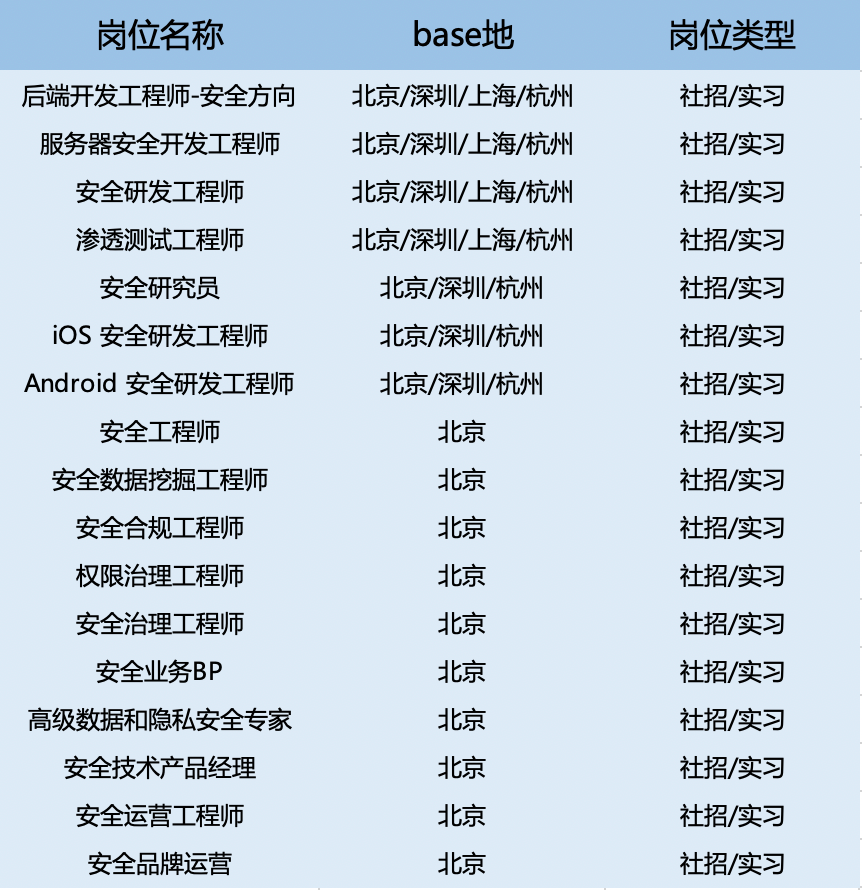 岗位名称 base地 岗位类型
后端开发工程师-安全方向 北京/深圳/上海/杭州 社招/实习
服务器安全开发工程师 北京/深圳/上海/杭州 社招/实习
安全研发工程师 北京/深圳/上海/杭州 社招/实习
渗透测试工程师 北京/深圳/上海/杭州 社招/实习
安全研究员 北京/深圳/杭州 社招/实习
iOS 安全研发工程师 北京/深圳/杭州 社招/实习
Android 安全研发工程师 北京/深圳/杭州 社招/实习
安全工程师 北京 社招/实习
安全数据挖掘工程师 北京 社招/实习
安全合规工程师 北京 社招/实习
权限治理工程师 北京 社招/实习
安全治理工程师 北京 社招/实习
安全业务BP 北京 社招/实习
高级数据和隐私安全专家 北京 社招/实习
安全技术产品经理 北京 社招/实习
安全运营工程师 北京 社招/实习
安全品牌运营 北京 社招/实习